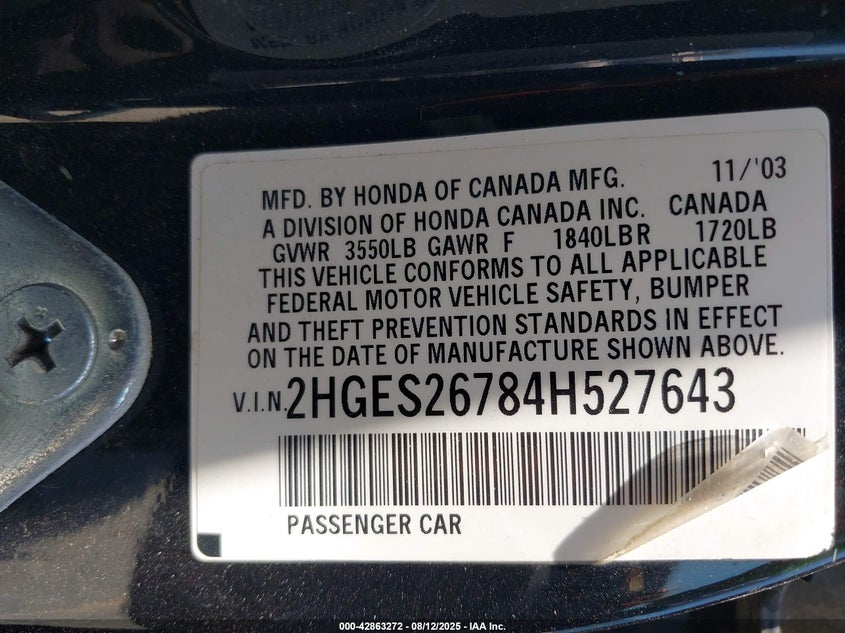 MFD. BY HONDA OF CANADA MFG. 11/'03
A DIVISION OF HONDA CANADA INC. CANADA
GVWR 3550LB GAWR F 1840LBR 1720LB
THIS VEHICLE CONFORMS TO ALL APPLICABLE
FEDERAL MOTOR VEHICLE SAFETY, BUMPER
AND THEFT PREVENTION STANDARDS IN EFFECT
ON THE DATE OF MANUFACTURE SHOWN ABOVE.
V.I.N. 2HGES26784H527643
PASSENGER CAR
000-42863272 - 08/12/2025 - IAA Inc.